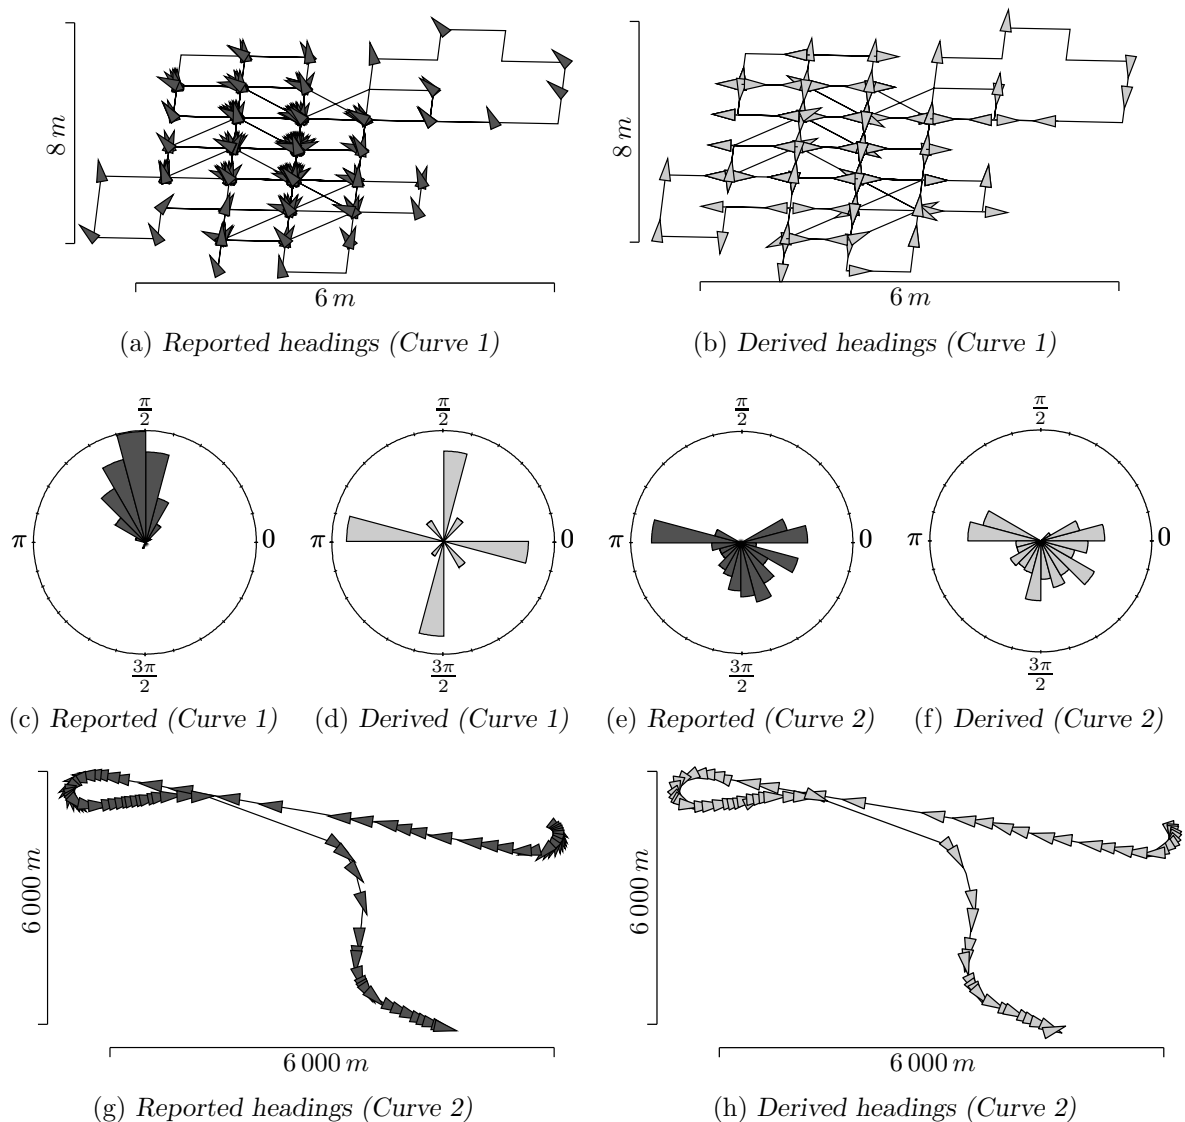 8 m
6 m
8 m
6 m
(a) Reported headings (Curve 1)
(b) Derived headings (Curve 1)
π/2
π
0
3π/2
π/2
π
0
3π/2
π/2
π
0
3π/2
π/2
π
0
3π/2
(c) Reported (Curve 1)
(d) Derived (Curve 1)
(e) Reported (Curve 2)
(f) Derived (Curve 2)
6 000 m
6 000 m
6 000 m
6 000 m
(g) Reported headings (Curve 2)
(h) Derived headings (Curve 2)